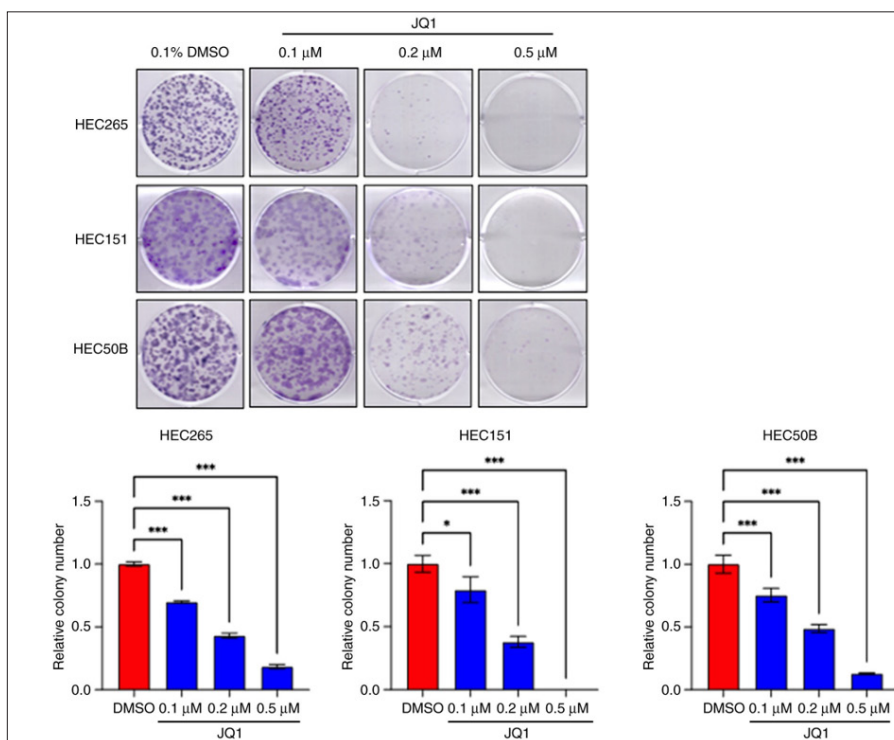 JQ1
0.1% DMSO 0.1 μM 0.2 μM 0.5 μM
HEC265
HEC151
HEC50B
HEC265
***
***
***
Relative colony number
1.5
1.0
0.5
0.0
DMSO 0.1 μM 0.2 μM 0.5 μM
JQ1
HEC151
***
***
*
Relative colony number
1.5
1.0
0.5
0.0
DMSO 0.1 μM 0.2 μM 0.5 μM
JQ1
HEC50B
***
***
***
Relative colony number
1.5
1.0
0.5
0.0
DMSO 0.1 μM 0.2 μM 0.5 μM
JQ1